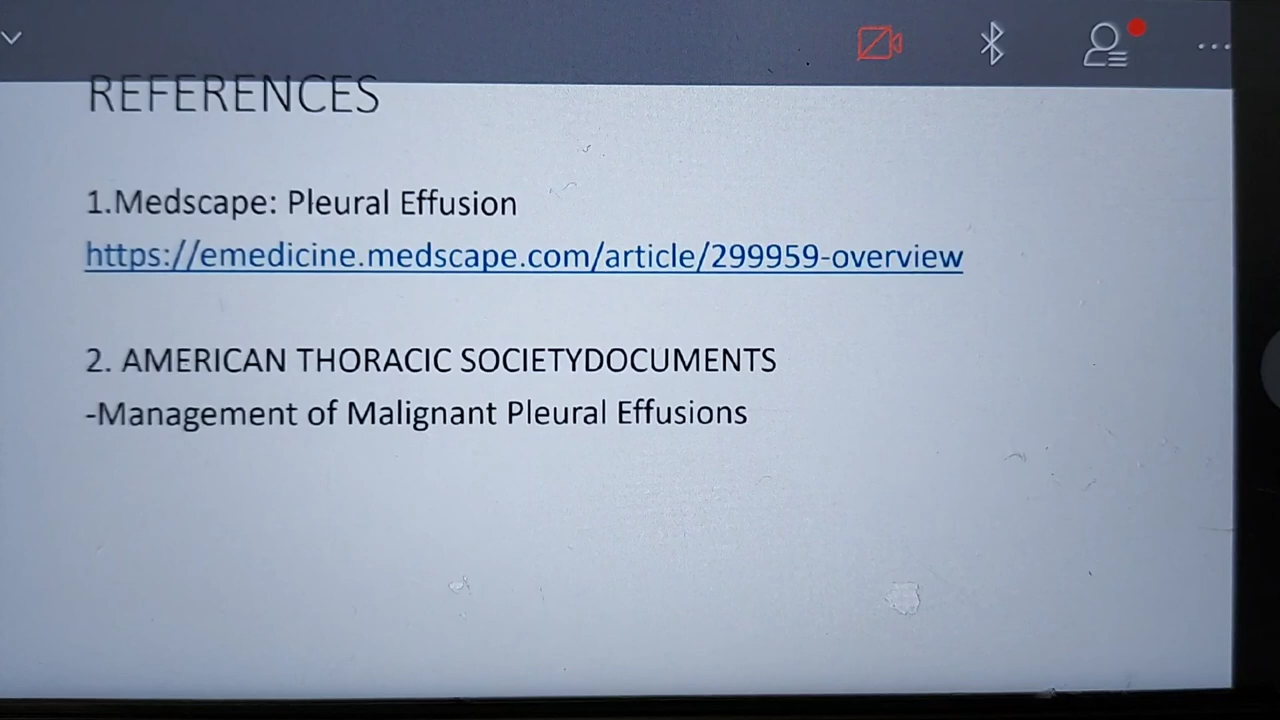 REFERENCES
1.Medscape: Pleural Effusion
https://emedicine.medscape.com/article/299959-overview
2. AMERICAN THORACIC SOCIETYDOCUMENTS
-Management of Malignant Pleural Effusions